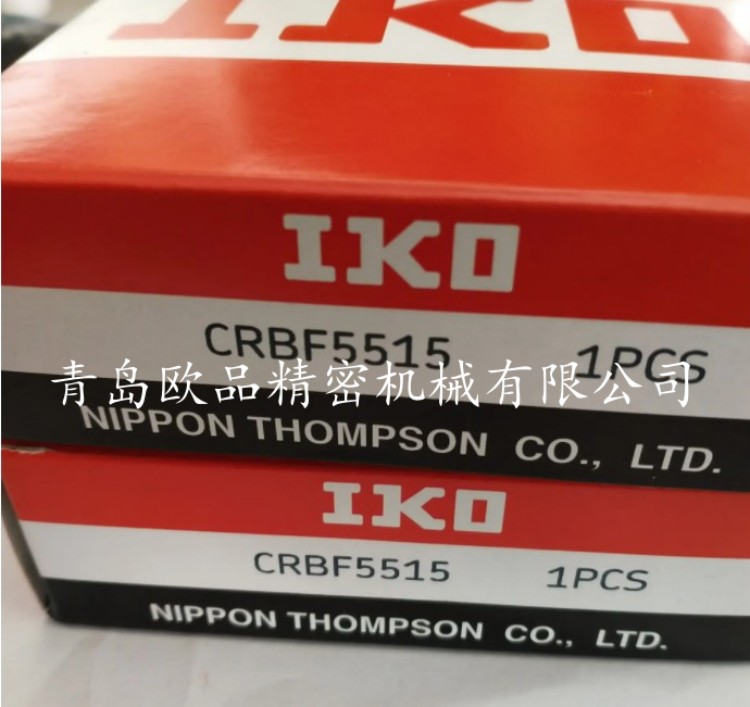 IKO
IKO
CRBF5515 1PCS
青岛欧品精密机械有限公司
NIPPON THOMPSON CO., LTD.
IKO
CRBF5515 1PCS
NIPPON THOMPSON CO., LTD.